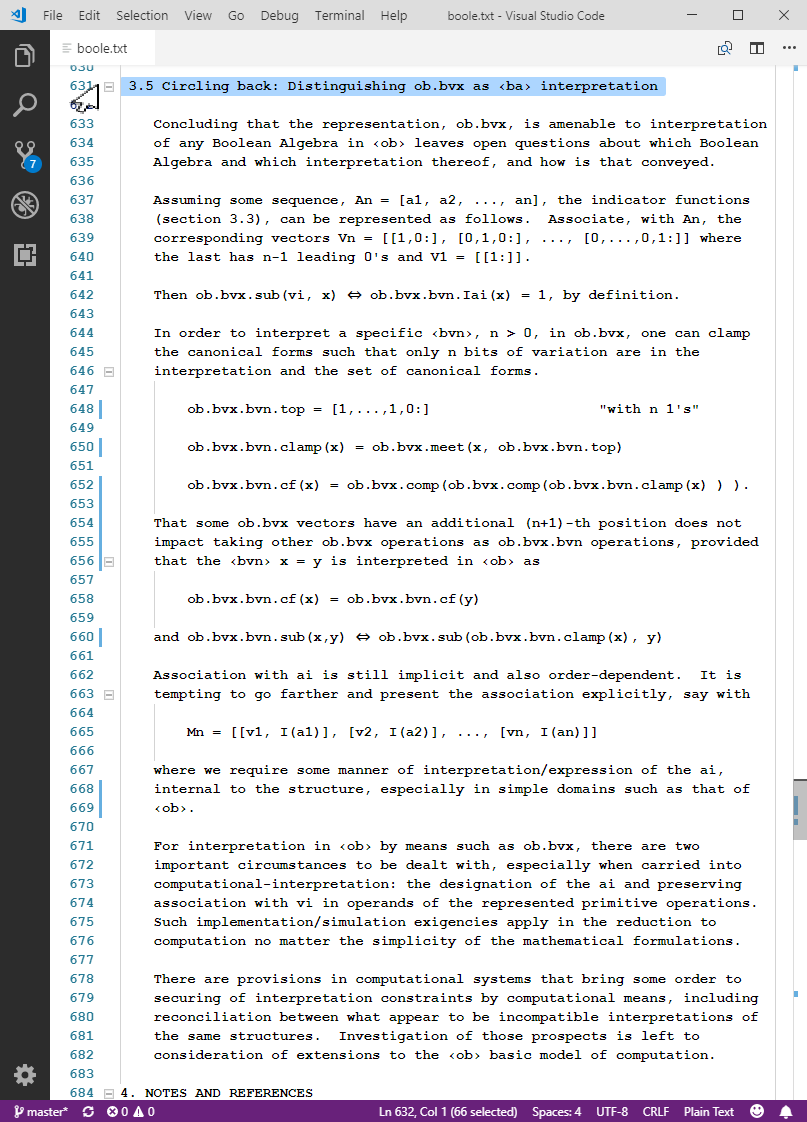 File Edit Selection View Go Debug Terminal Help boole.txt - Visual Studio Code
boole.txt
630
631 3.5 Circling back: Distinguishing ob.bvx as ‹ba› interpretation
633 Concluding that the representation, ob.bvx, is amenable to interpretation
634 of any Boolean Algebra in ‹ob› leaves open questions about which Boolean
635 Algebra and which interpretation thereof, and how is that conveyed.
636
637 Assuming some sequence, An = [a1, a2, ..., an], the indicator functions
638 (section 3.3), can be represented as follows.  Associate, with An, the
639 corresponding vectors Vn = [[1,0:], [0,1,0:], ..., [0,...,0,1:]] where
640 the last has n-1 leading 0's and V1 = [[1:]].
641
642 Then ob.bvx.sub(vi, x) ⇔ ob.bvx.bvn.Iai(x) = 1, by definition.
643
644 In order to interpret a specific ‹bvn›, n > 0, in ob.bvx, one can clamp
645 the canonical forms such that only n bits of variation are in the
646 interpretation and the set of canonical forms.
647
648 ob.bvx.bvn.top = [1,...,1,0:] "with n 1's"
649
650 ob.bvx.bvn.clamp(x) = ob.bvx.meet(x, ob.bvx.bvn.top)
651
652 ob.bvx.bvn.cf(x) = ob.bvx.comp(ob.bvx.comp(ob.bvx.bvn.clamp(x) ) ).
653
654 That some ob.bvx vectors have an additional (n+1)-th position does not
655 impact taking other ob.bvx operations as ob.bvx.bvn operations, provided
656 that the ‹bvn› x = y is interpreted in ‹ob› as
657
658 ob.bvx.bvn.cf(x) = ob.bvx.bvn.cf(y)
659
660 and ob.bvx.bvn.sub(x,y) ⇔ ob.bvx.sub(ob.bvx.bvn.clamp(x), y)
661
662 Association with ai is still implicit and also order-dependent.  It is
663 tempting to go farther and present the association explicitly, say with
664
665 Mn = [[v1, I(a1)], [v2, I(a2)], ..., [vn, I(an)]]
666
667 where we require some manner of interpretation/expression of the ai,
668 internal to the structure, especially in simple domains such as that of
669 ‹ob›.
670
671 For interpretation in ‹ob› by means such as ob.bvx, there are two
672 important circumstances to be dealt with, especially when carried into
673 computational-interpretation: the designation of the ai and preserving
674 association with vi in operands of the represented primitive operations.
675 Such implementation/simulation exigencies apply in the reduction to
676 computation no matter the simplicity of the mathematical formulations.
677
678 There are provisions in computational systems that bring some order to
679 securing of interpretation constraints by computational means, including
680 reconciliation between what appear to be incompatible interpretations of
681 the same structures.  Investigation of those prospects is left to
682 consideration of extensions to the ‹ob› basic model of computation.
683
684 4. NOTES AND REFERENCES
7
master* 0 0 Ln 632, Col 1 (66 selected) Spaces: 4 UTF-8 CRLF Plain Text